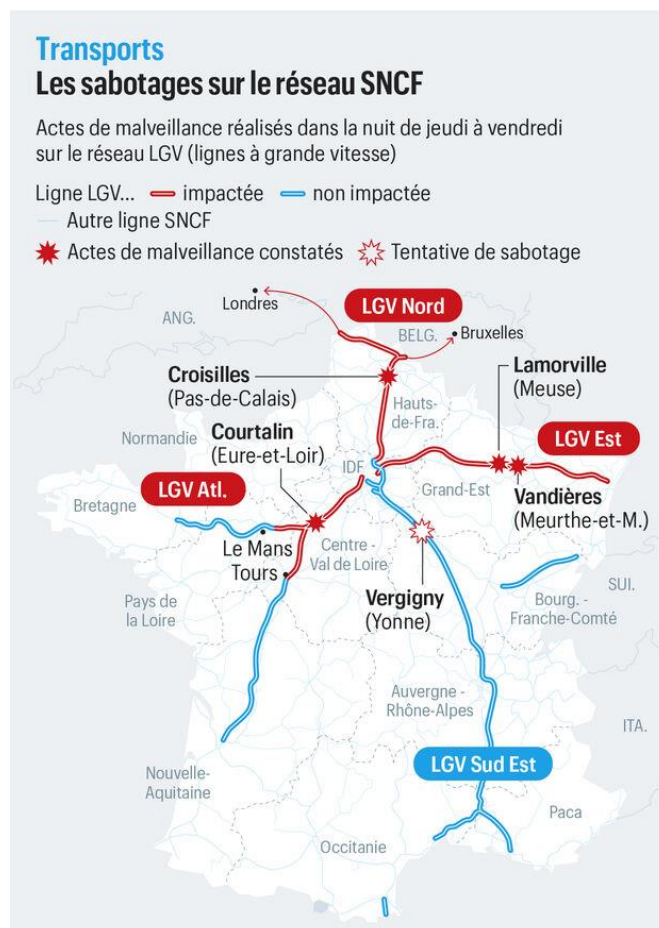 Transports
Les sabotages sur le réseau SNCF
Actes de malveillance réalisés dans la nuit de jeudi à vendredi
sur le réseau LGV (lignes à grande vitesse)
Ligne LGV... impactée non impactée
Autre ligne SNCF
Actes de malveillance constatés Tentative de sabotage
Londres
LGV Nord
ANG.
BELG.
Bruxelles
Croisilles
(Pas-de-Calais)
Lamorville
(Meuse)
Hauts-
de-Fra.
Normandie
Courtalin
(Eure-et-Loir)
LGV Est
IDF
LGV Atl.
Grand-Est
Vandières
(Meurthe-et-M.)
Bretagne
Le Mans
Tours
Centre -
Val de Loire
Pays de
la Loire
Vergigny
(Yonne)
SUI.
Bourg. -
Franche-Comté
Auvergne -
Rhône-Alpes
ITA.
LGV Sud Est
Nouvelle-
Aquitaine
Paca
Occitanie